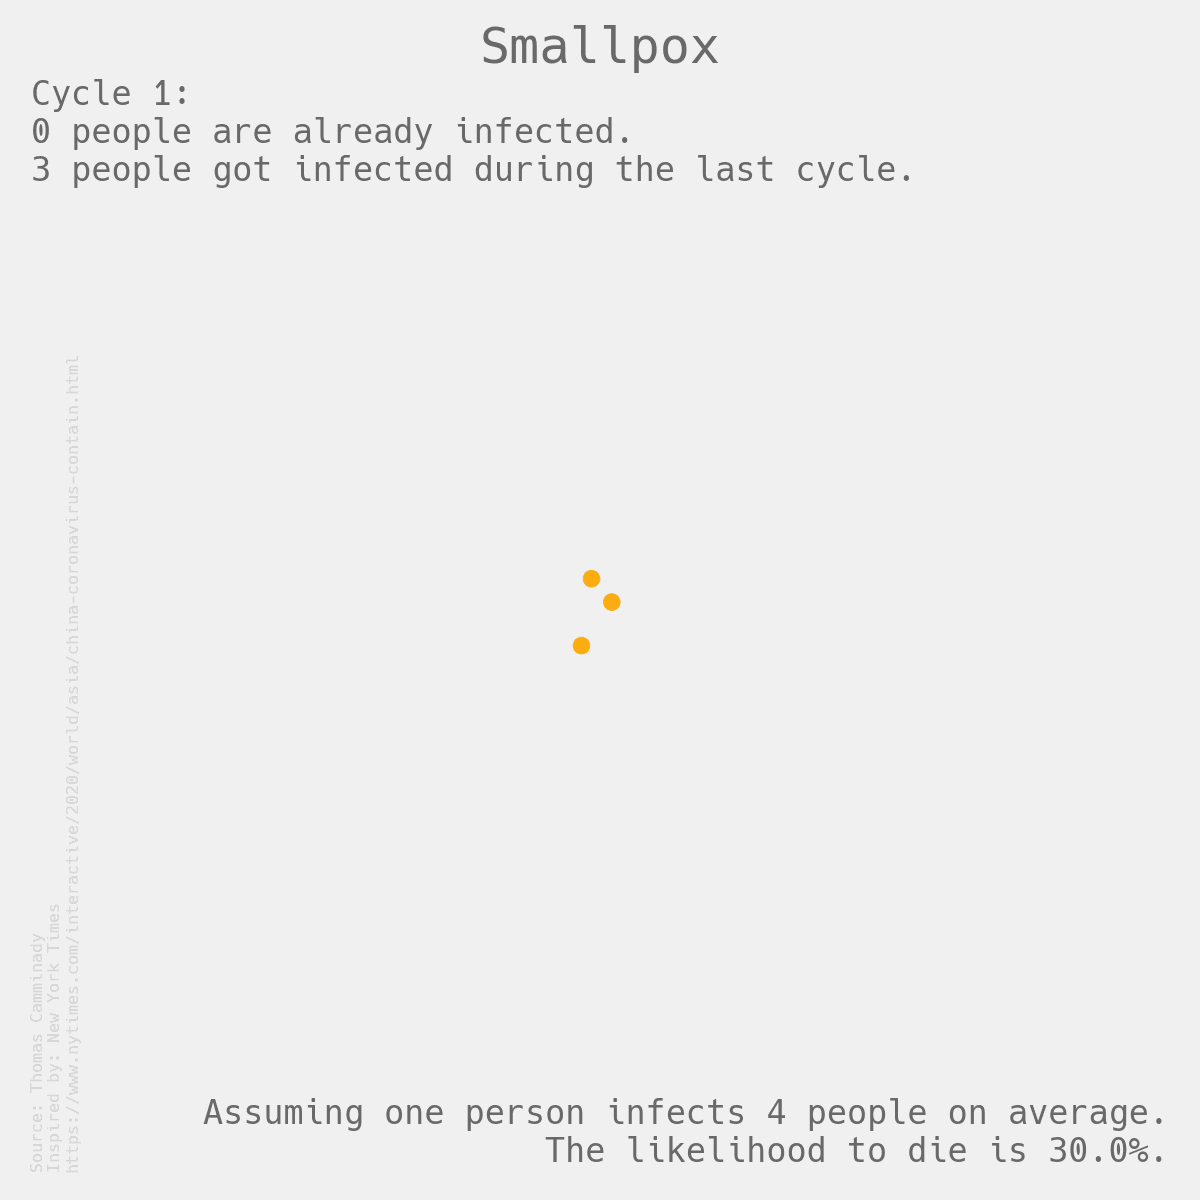 Smallpox
Cycle 1:
0 people are already infected.
3 people got infected during the last cycle.
Source: Thomas Camminady
Inspired by: New York Times
https://www.nytimes.com/interactive/2020/world/asia/china-coronavirus-contain.html
Assuming one person infects 4 people on average.
The likelihood to die is 30.0%.